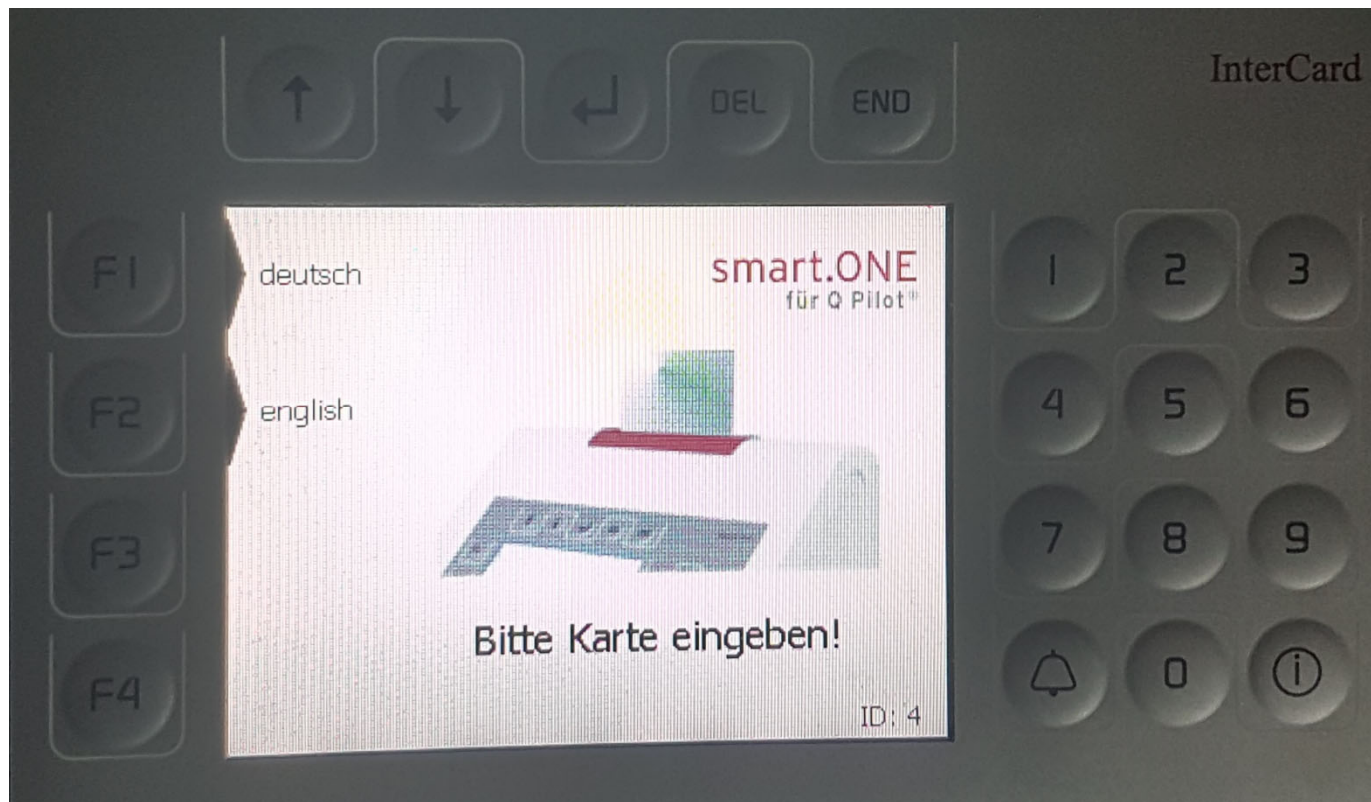 InterCard
↑ ↓ ↵ DEL END
F1
F2
F3
F4
deutsch
english
smart.ONE
für Q Pilot®
Bitte Karte eingeben!
ID: 4
1 2 3
4 5 6
7 8 9
0 i